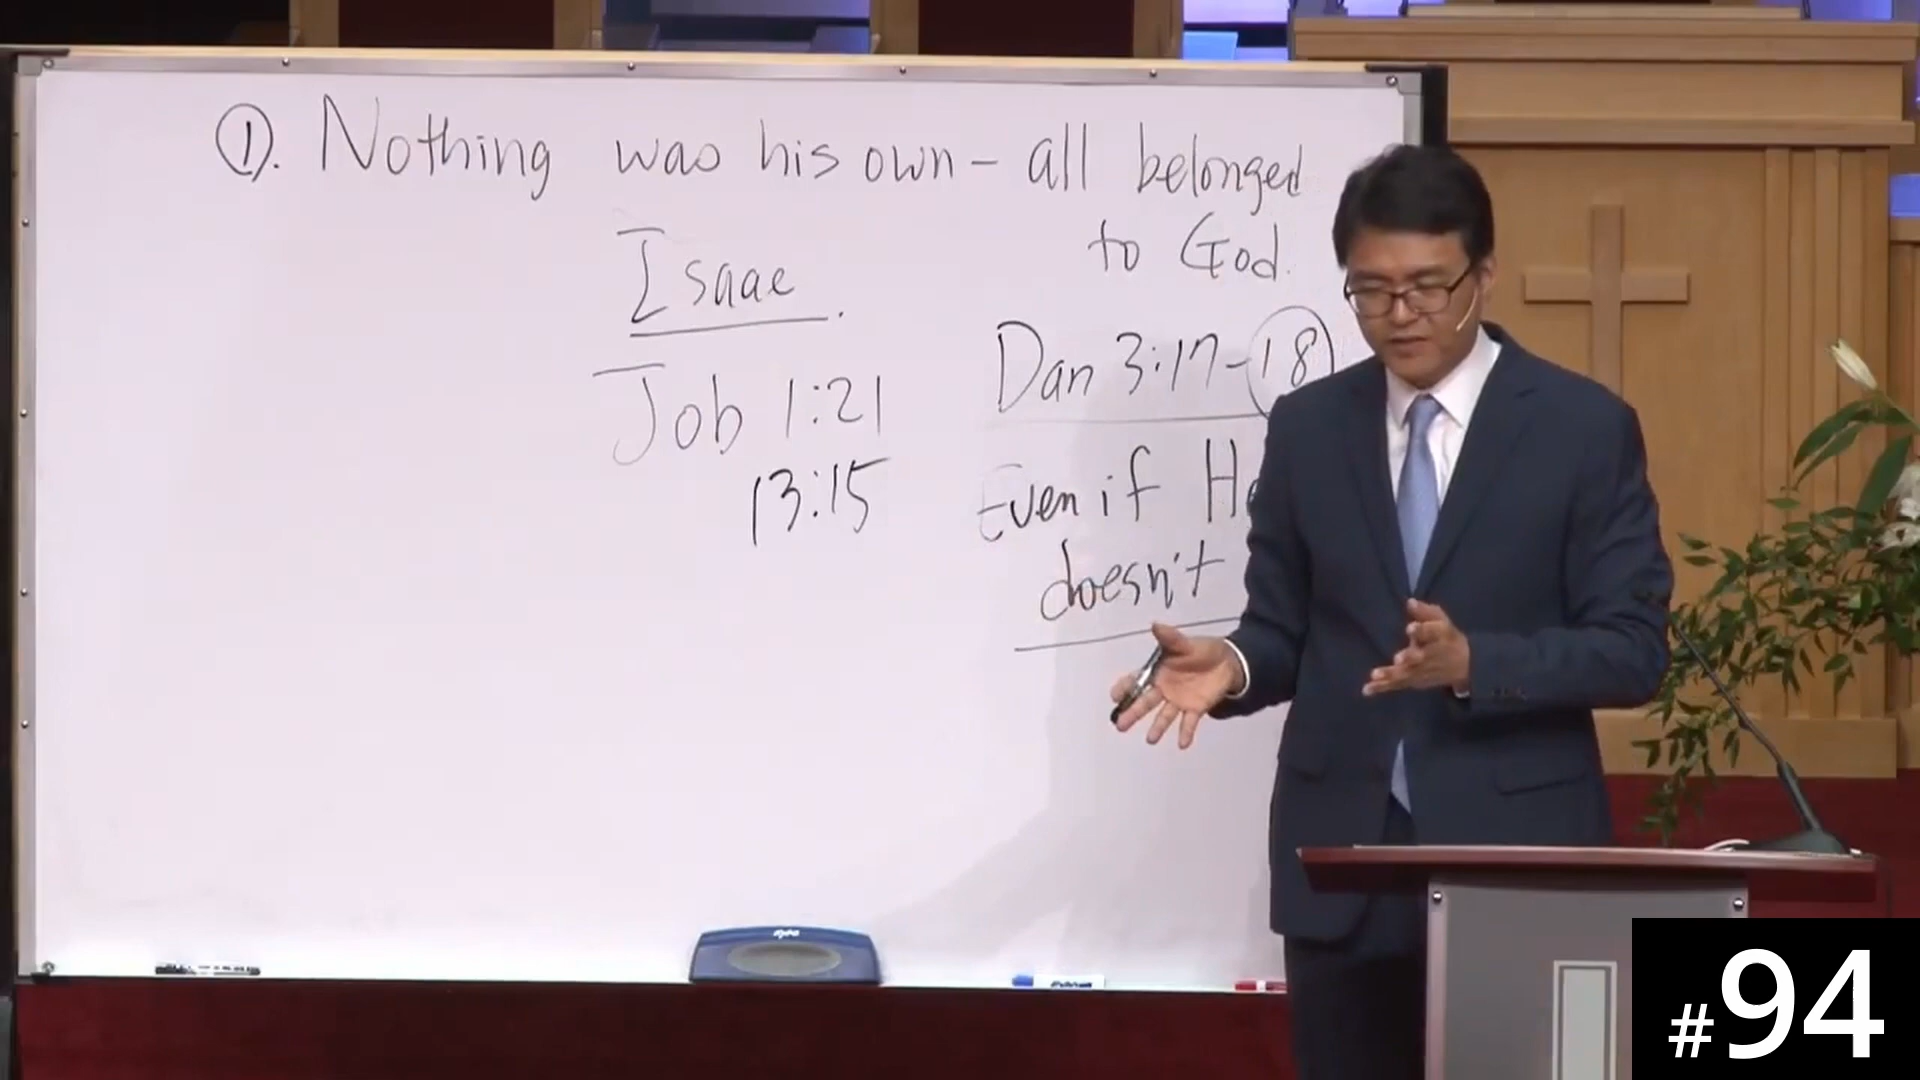 ①. Nothing was his own - all belonged
to God.
Isaac.
Job 1:21
13:15
Dan 3:17-18
Even if He
doesn't
expo
#94